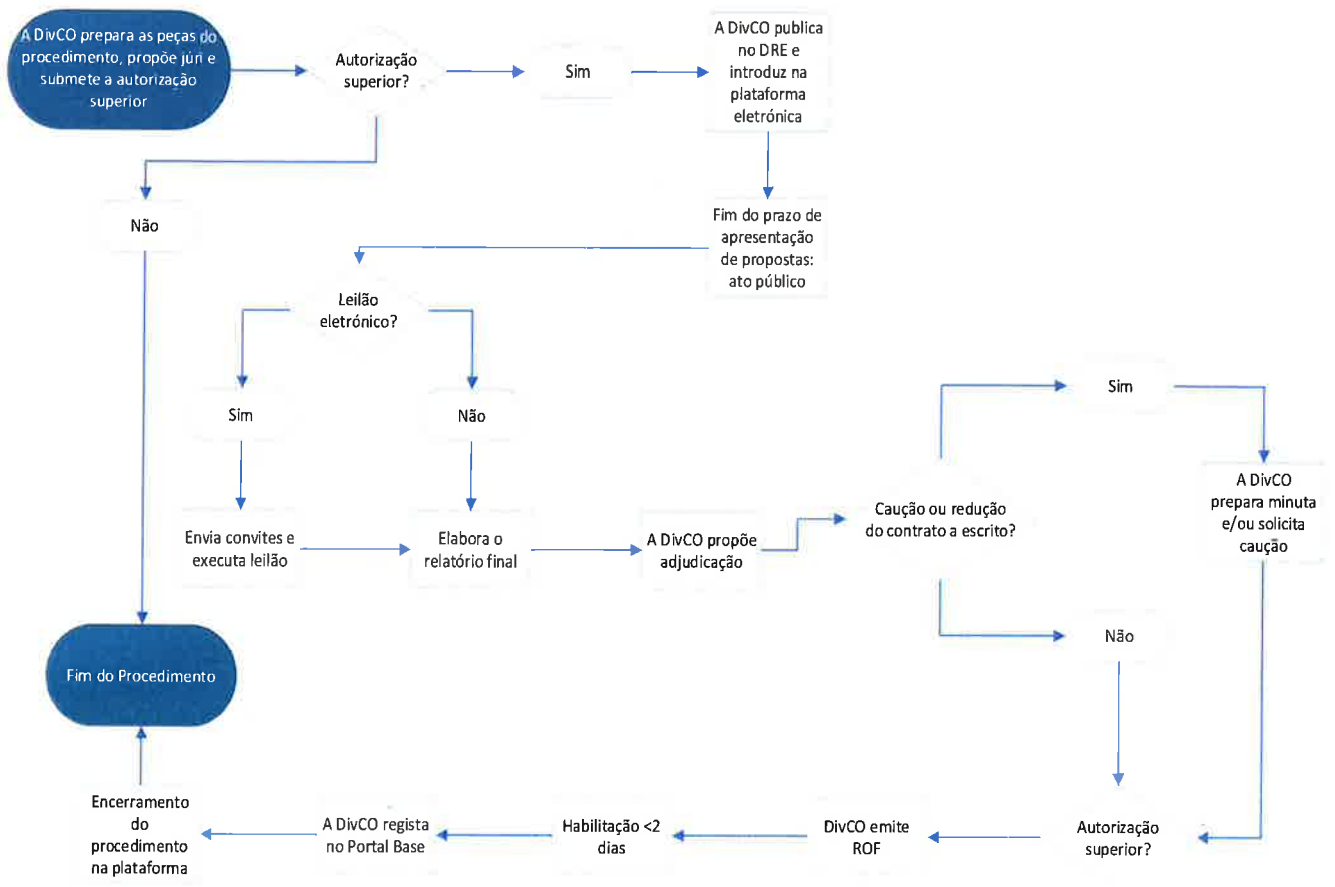 A DivCO prepara as peças do
procedimento, propõe júri e
submete a autorização
superior
Autorização
superior?
Sim
A DivCO publica
no DRE e
introduz na
plataforma
eletrónica
Não
Fim do prazo de
apresentação
de propostas:
ato público
Leilão
eletrónico?
Sim
Não
Envia convites e
executa leilão
Elabora o
relatório final
A DivCO propõe
adjudicação
Caução ou redução
do contrato a escrito?
Sim
A DivCO
prepara minuta
e/ou solicita
caução
Não
Autorização
superior?
DivCO emite
ROF
Habilitação <2
dias
A DivCO regista
no Portal Base
Encerramento
do
procedimento
na plataforma
Fim do Procedimento